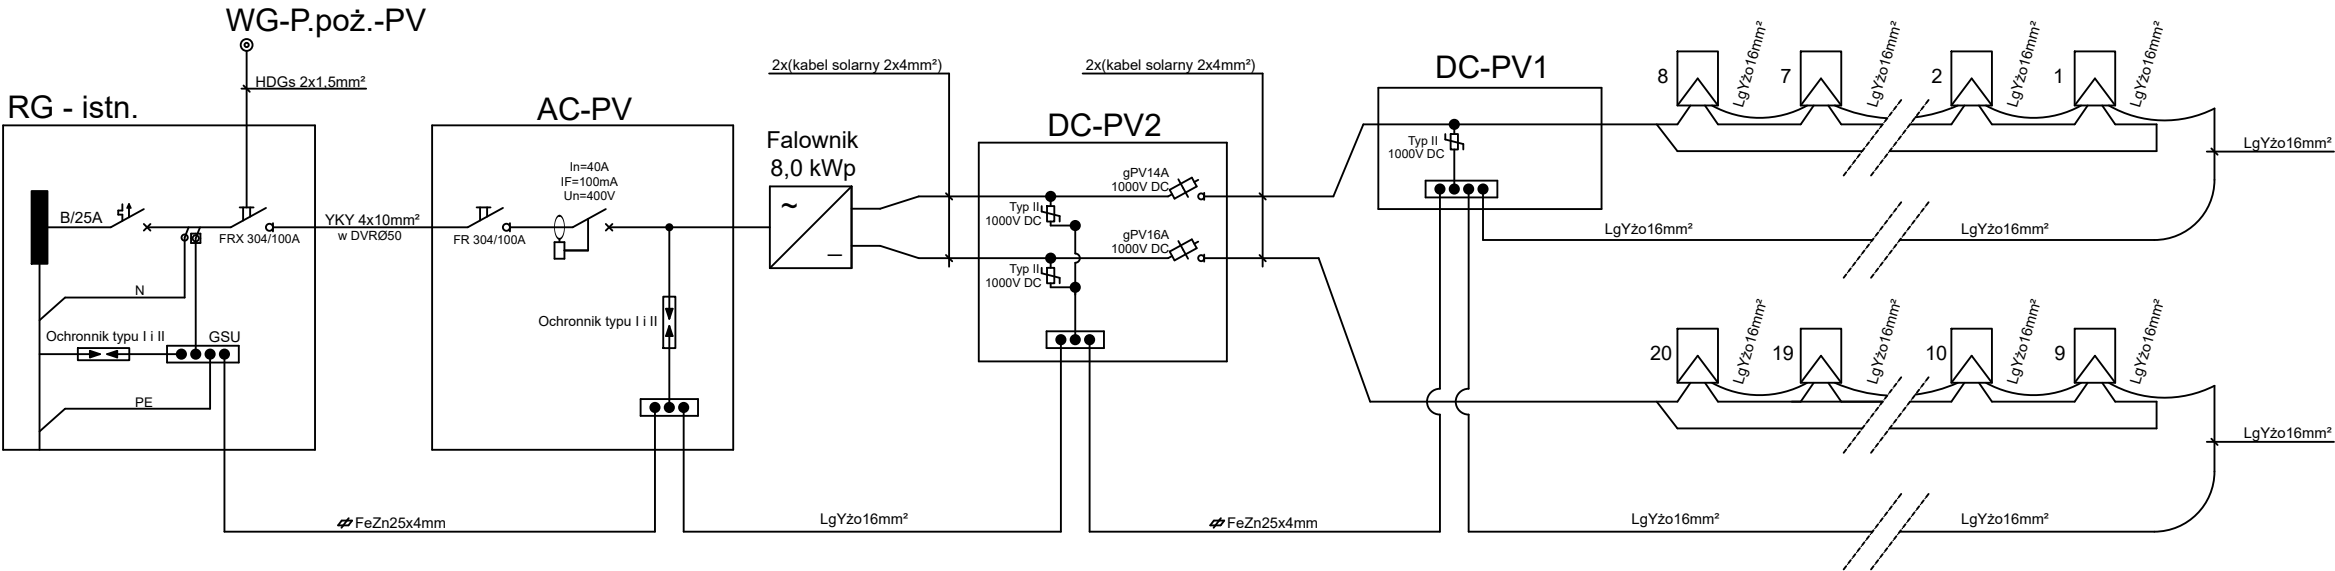 WG-P.poż.-PV
HDGs 2x1,5mm²
RG - istn.
B/25A
FRX 304/100A
N
Ochronnik typu I i II
GSU
PE
YKY 4x10mm²
w DVRØ50
FeZn25x4mm
AC-PV
In=40A
IF=100mA
Un=400V
FR 304/100A
Ochronnik typu I i II
Falownik
8,0 kWp
~
–
LgYżo16mm²
2x(kabel solarny 2x4mm²)
DC-PV2
gPV14A
1000V DC
Typ II
1000V DC
gPV16A
1000V DC
Typ II
1000V DC
2x(kabel solarny 2x4mm²)
FeZn25x4mm
DC-PV1
Typ II
1000V DC
8
LgYżo16mm²
7
LgYżo16mm²
2
LgYżo16mm²
1
LgYżo16mm²
LgYżo16mm²
LgYżo16mm²
LgYżo16mm²
20
LgYżo16mm²
19
LgYżo16mm²
10
LgYżo16mm²
9
LgYżo16mm²
LgYżo16mm²
LgYżo16mm²
LgYżo16mm²